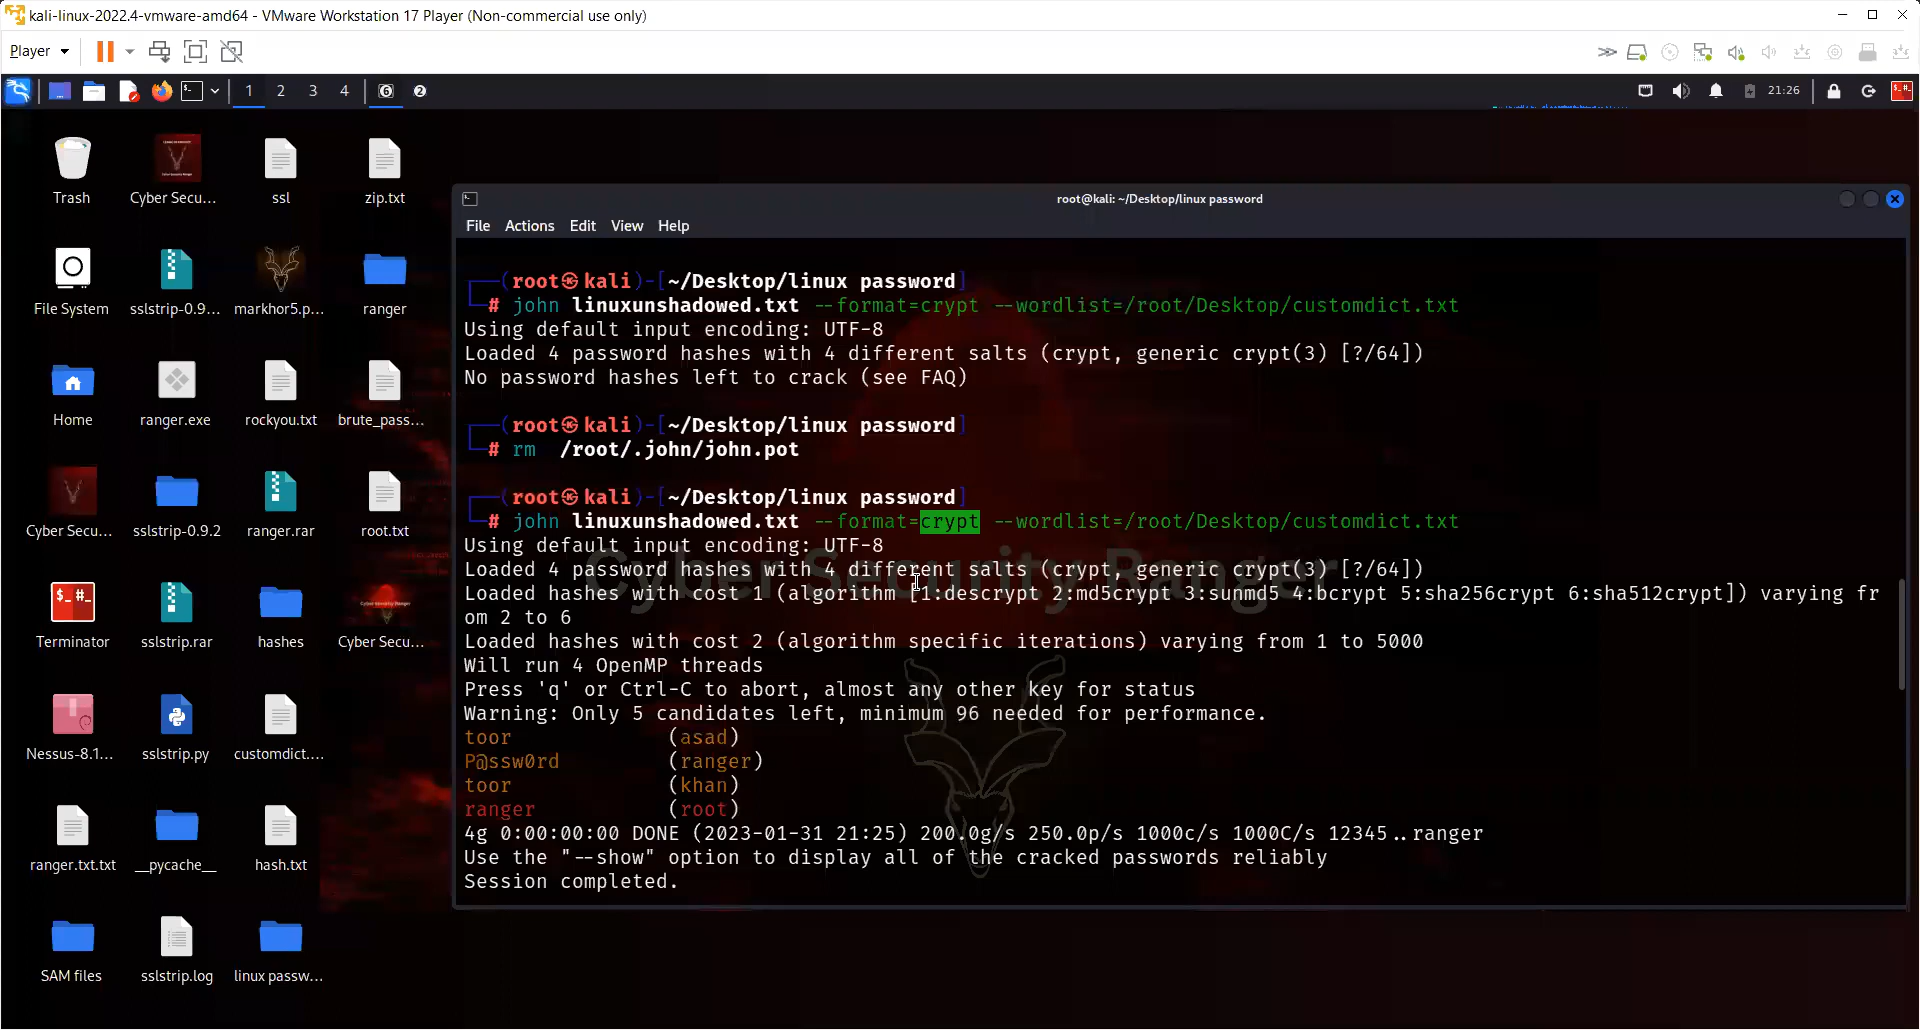 kali-linux-2022.4-vmware-amd64 - VMware Workstation 17 Player (Non-commercial use only)
Player
1 2 3 4 21:26
Trash
Cyber Secu...
ssl
zip.txt
File System
sslstrip-0.9...
markhor5.p...
ranger
Home
ranger.exe
rockyou.txt
brute_pass...
Cyber Secu...
sslstrip-0.9.2
ranger.rar
root.txt
Terminator
sslstrip.rar
hashes
Cyber Secu...
Nessus-8.1...
sslstrip.py
customdict....
ranger.txt.txt
__pycache__
hash.txt
SAM files
sslstrip.log
linux passw...
root@kali: ~/Desktop/linux password
File Actions Edit View Help
(root㉿kali)-[~/Desktop/linux password]
# john linuxunshadowed.txt --format=crypt --wordlist=/root/Desktop/customdict.txt
Using default input encoding: UTF-8
Loaded 4 password hashes with 4 different salts (crypt, generic crypt(3) [?/64])
No password hashes left to crack (see FAQ)
(root㉿kali)-[~/Desktop/linux password]
# rm  /root/.john/john.pot
(root㉿kali)-[~/Desktop/linux password]
# john linuxunshadowed.txt --format=crypt --wordlist=/root/Desktop/customdict.txt
Using default input encoding: UTF-8
Loaded 4 password hashes with 4 different salts (crypt, generic crypt(3) [?/64])
Loaded hashes with cost 1 (algorithm [1:descrypt 2:md5crypt 3:sunmd5 4:bcrypt 5:sha256crypt 6:sha512crypt]) varying fr
om 2 to 6
Loaded hashes with cost 2 (algorithm specific iterations) varying from 1 to 5000
Will run 4 OpenMP threads
Press 'q' or Ctrl-C to abort, almost any other key for status
Warning: Only 5 candidates left, minimum 96 needed for performance.
toor             (asad)
P@ssw0rd         (ranger)
toor             (khan)
ranger           (root)
4g 0:00:00:00 DONE (2023-01-31 21:25) 200.0g/s 250.0p/s 1000c/s 1000C/s 12345..ranger
Use the "--show" option to display all of the cracked passwords reliably
Session completed.
Cyber Security Ranger